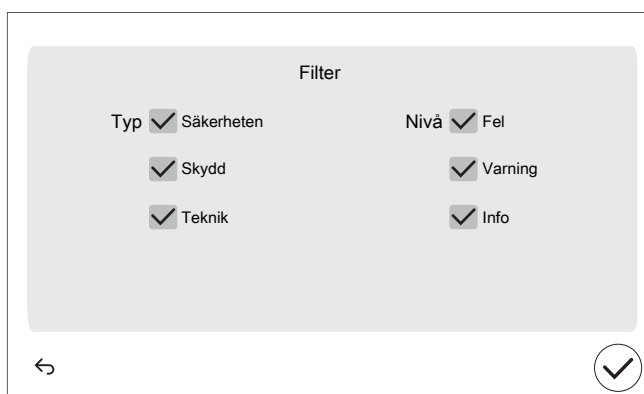 Filter
Typ Säkerheten Nivå Fel
Skydd Varning
Teknik Info